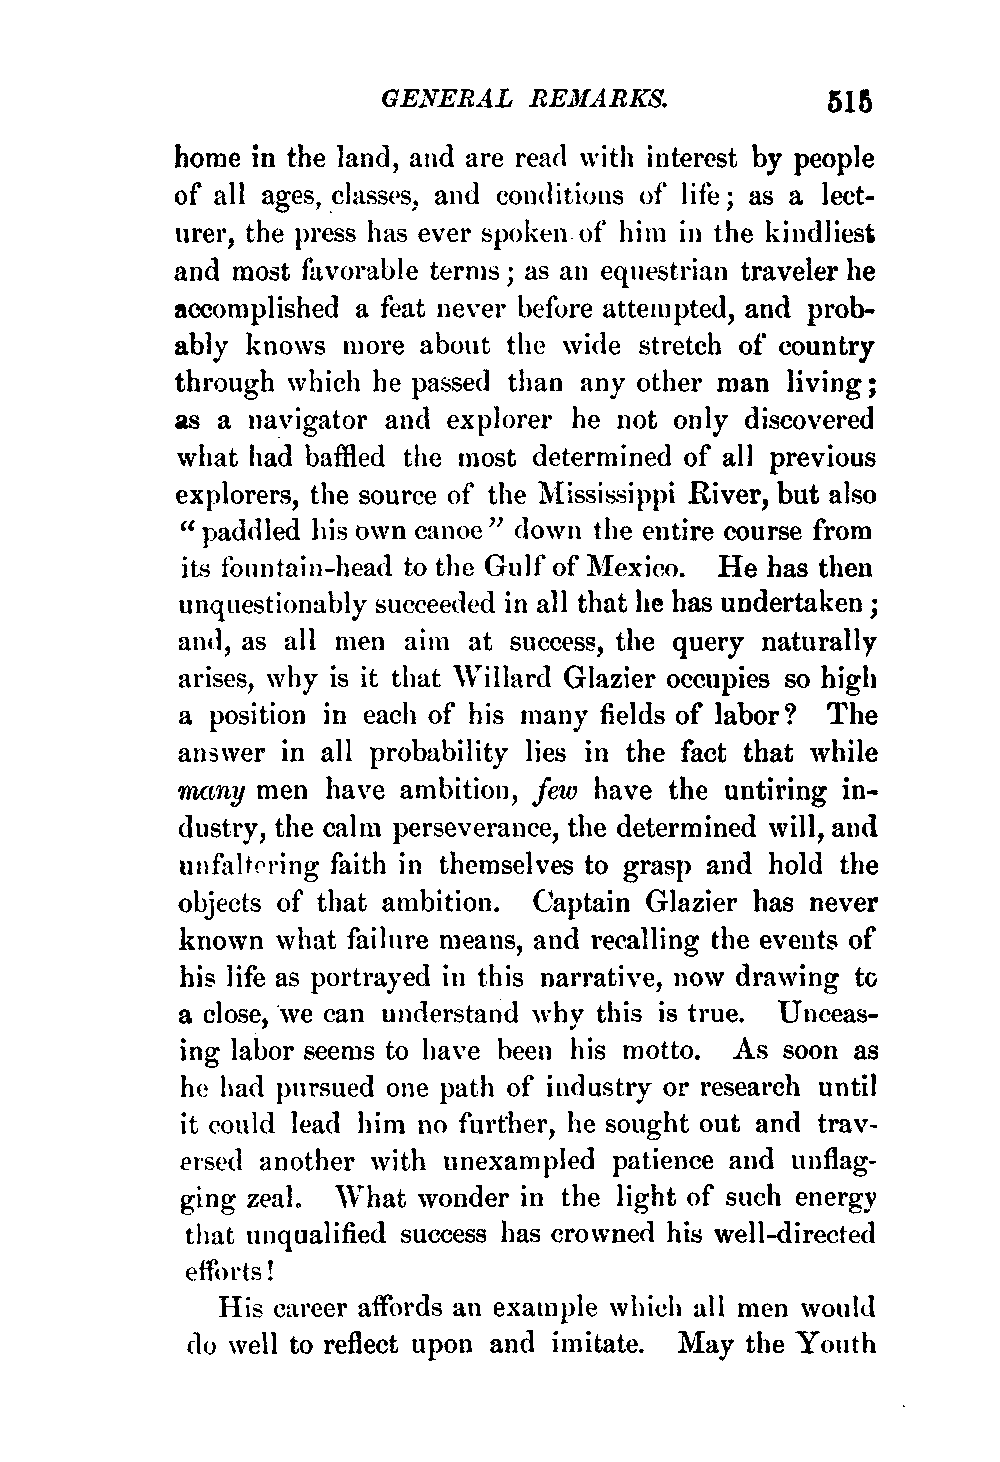 GENERAL REMARKS. 515
home in the land, and are read with interest by people
of all ages, classes, and conditions of life; as a lect-
urer, the press has ever spoken of him in the kindliest
and most favorable terms; as an equestrian traveler he
accomplished a feat never before attempted, and prob-
ably knows more about the wide stretch of country
through which he passed than any other man living;
as a navigator and explorer he not only discovered
what had baffled the most determined of all previous
explorers, the source of the Mississippi River, but also
“paddled his own canoe” down the entire course from
its fountain-head to the Gulf of Mexico. He has then
unquestionably succeeded in all that he has undertaken;
and, as all men aim at success, the query naturally
arises, why is it that Willard Glazier occupies so high
a position in each of his many fields of labor? The
answer in all probability lies in the fact that while
many men have ambition, few have the untiring in-
dustry, the calm perseverance, the determined will, and
unfaltering faith in themselves to grasp and hold the
objects of that ambition. Captain Glazier has never
known what failure means, and recalling the events of
his life as portrayed in this narrative, now drawing to
a close, we can understand why this is true. Unceas-
ing labor seems to have been his motto. As soon as
he had pursued one path of industry or research until
it could lead him no further, he sought out and trav-
ersed another with unexampled patience and unflag-
ging zeal. What wonder in the light of such energy
that unqualified success has crowned his well-directed
efforts!
His career affords an example which all men would
do well to reflect upon and imitate. May the Youth